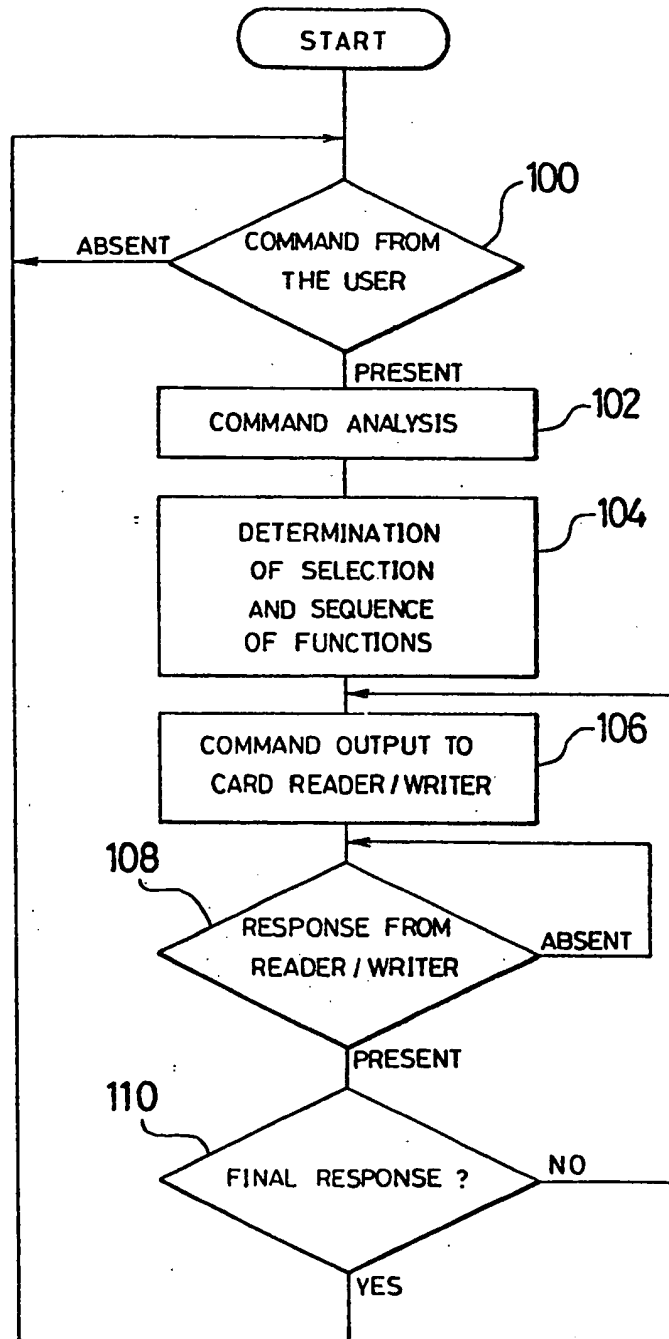 START
100
COMMAND FROM
THE USER
ABSENT
PRESENT
COMMAND ANALYSIS
102
DETERMINATION
OF SELECTION
AND SEQUENCE
OF FUNCTIONS
104
COMMAND OUTPUT TO
CARD READER/WRITER
106
108
RESPONSE FROM
READER/WRITER
ABSENT
PRESENT
110
FINAL RESPONSE ?
NO
YES